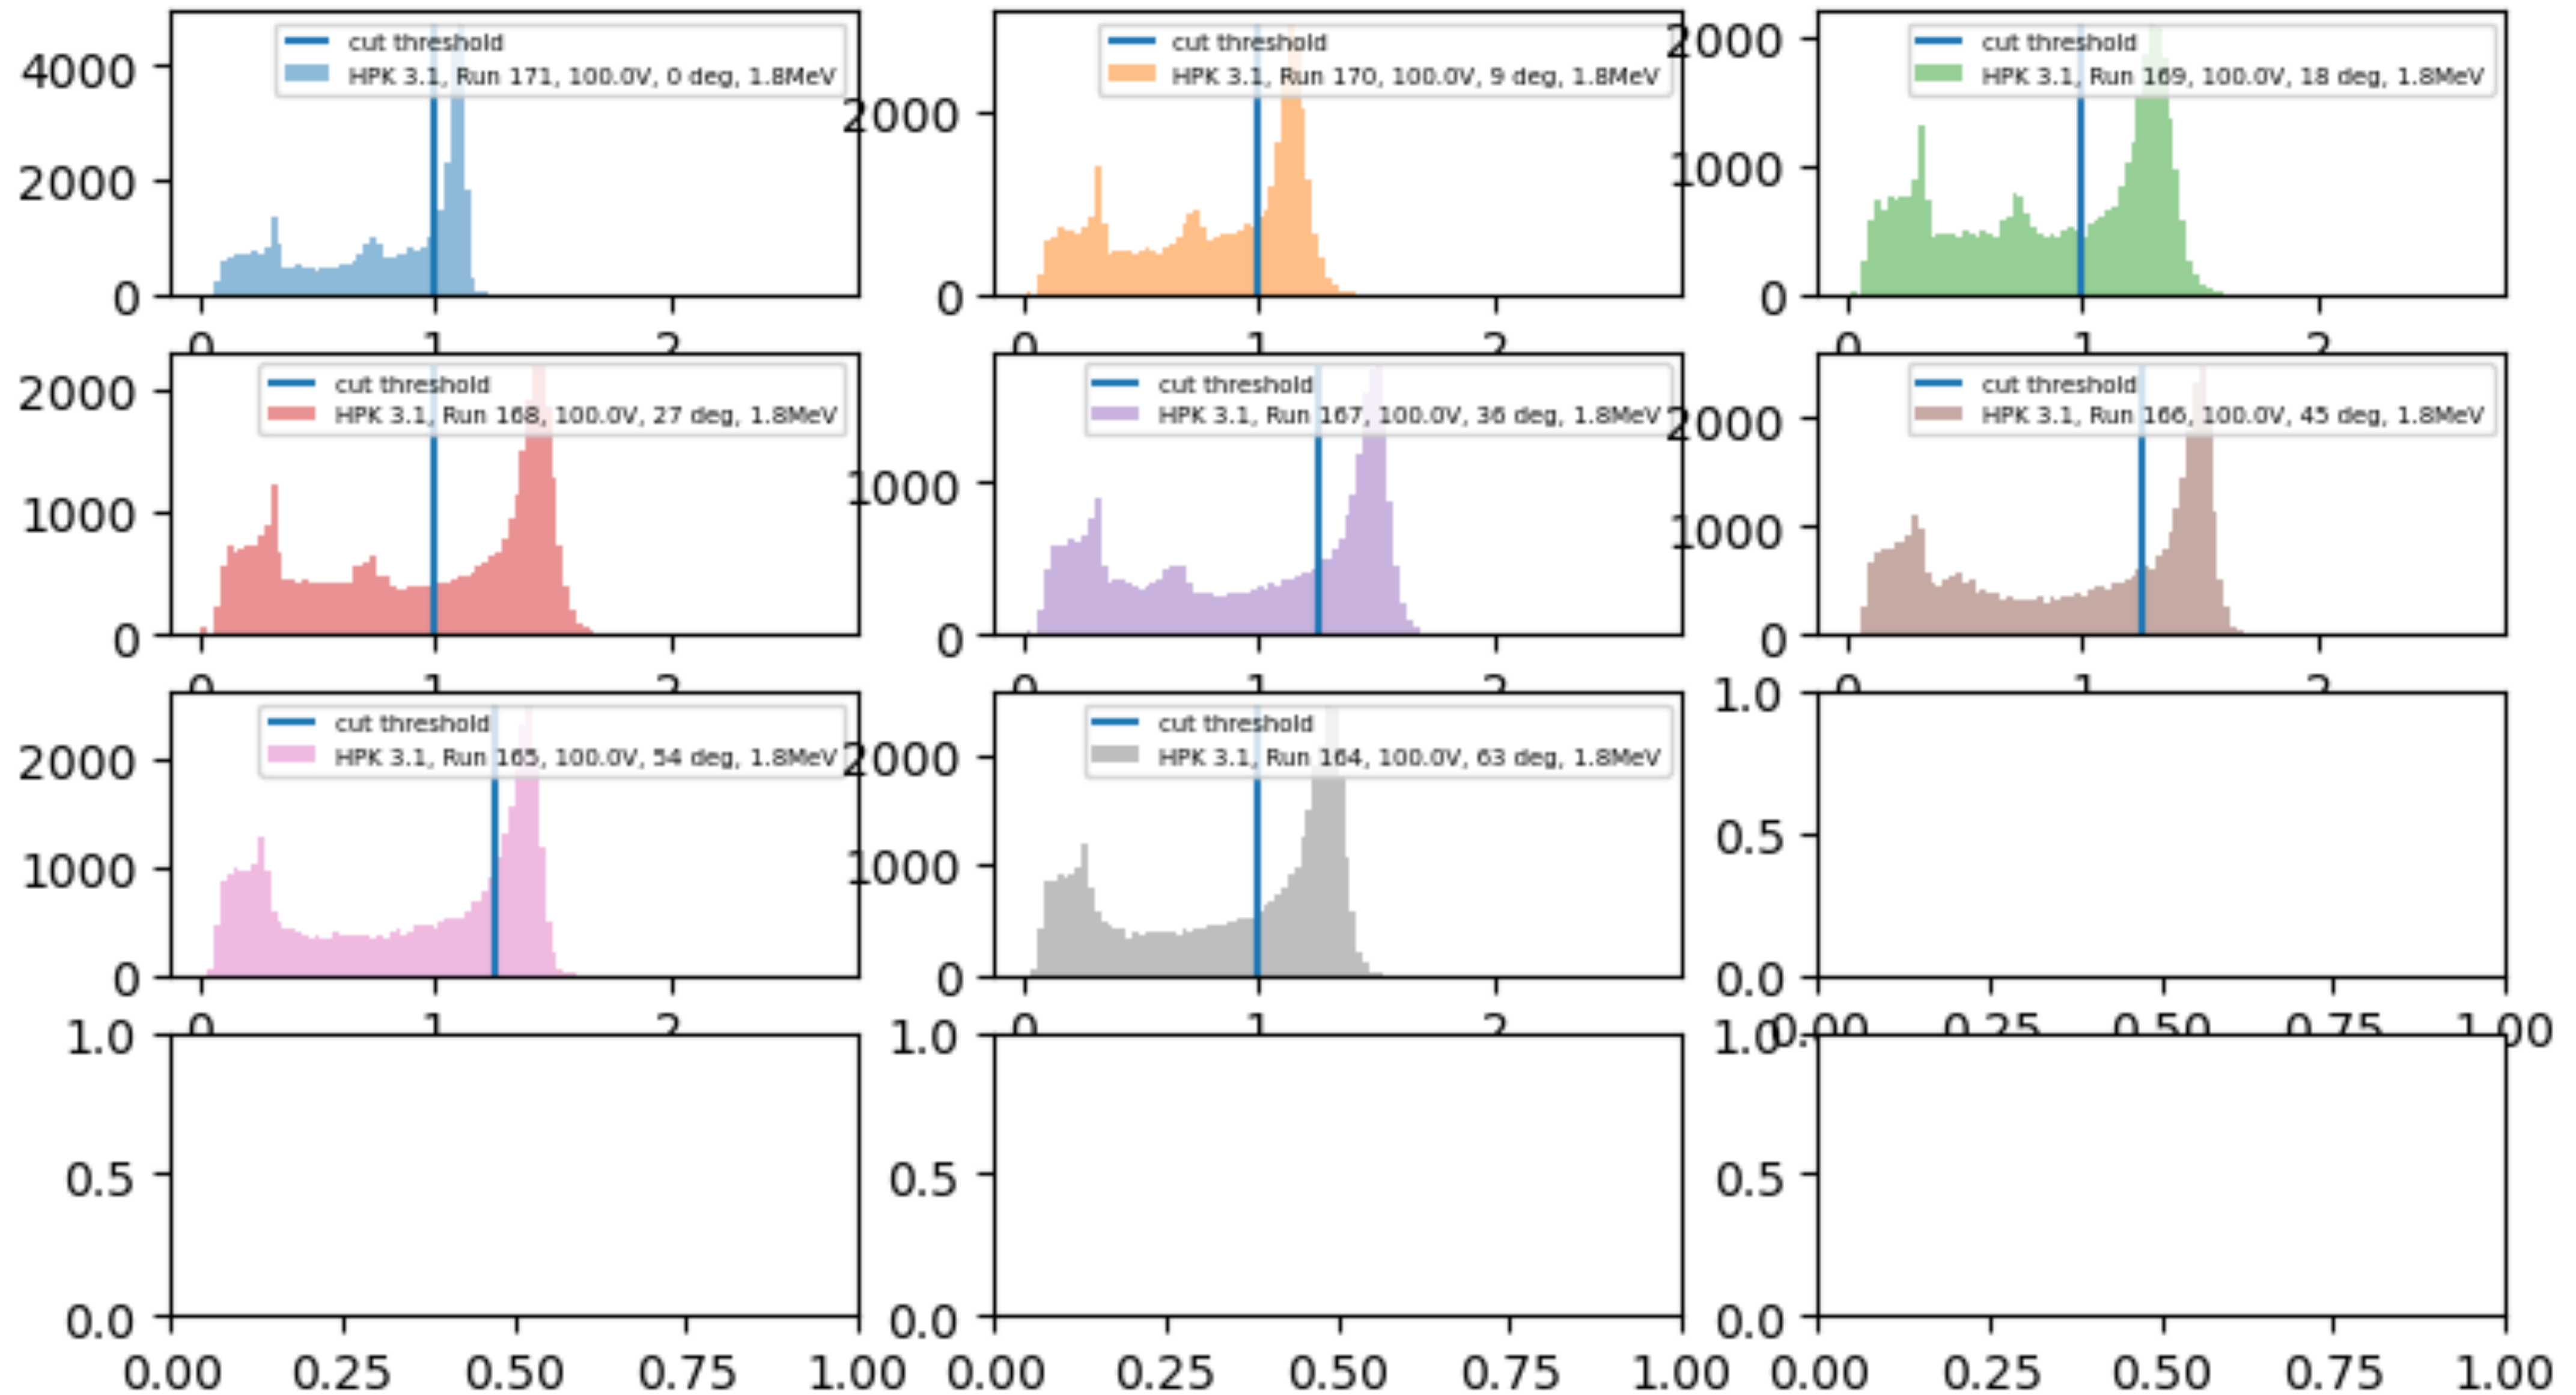 cut threshold
HPK 3.1, Run 171, 100.0V, 0 deg, 1.8MeV
4000
2000
0
0 1 2
cut threshold
HPK 3.1, Run 170, 100.0V, 9 deg, 1.8MeV
2000
0
0 1 2
cut threshold
HPK 3.1, Run 169, 100.0V, 18 deg, 1.8MeV
2000
1000
0
0 1 2
cut threshold
HPK 3.1, Run 168, 100.0V, 27 deg, 1.8MeV
2000
1000
0
0 1 2
cut threshold
HPK 3.1, Run 167, 100.0V, 36 deg, 1.8MeV
1000
0
0 1 2
cut threshold
HPK 3.1, Run 166, 100.0V, 45 deg, 1.8MeV
2000
1000
0
0 1 2
cut threshold
HPK 3.1, Run 165, 100.0V, 54 deg, 1.8MeV
2000
1000
0
0 1 2
cut threshold
HPK 3.1, Run 164, 100.0V, 63 deg, 1.8MeV
2000
1000
0
0 1 2
1.0
0.5
0.0
0.00 0.25 0.50 0.75 1.00
1.0
0.5
0.0
0.00 0.25 0.50 0.75 1.00
1.0
0.5
0.0
0.00 0.25 0.50 0.75 1.00
1.0
0.5
0.0
0.00 0.25 0.50 0.75 1.00